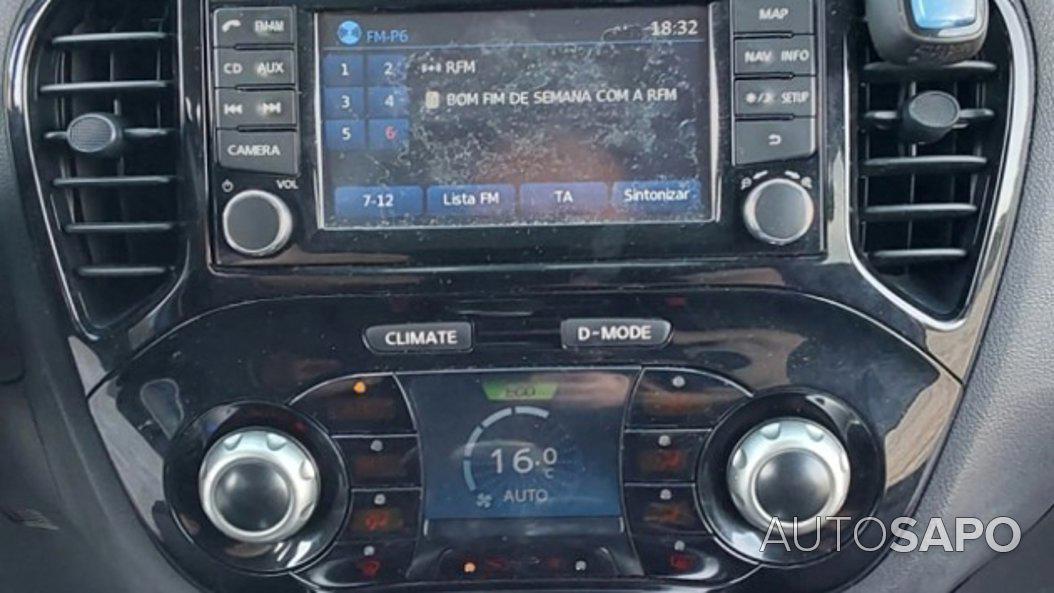 FM-AM
CD AUX
CAMERA
VOL
FM-P6
18:32
1 2
3 4
5 6
RFM
BOM FIM DE SEMANA COM A RFM
7-12
Lista FM
TA
Sintonizar
MAP
NAV INFO
SETUP
CLIMATE
D-MODE
ECO
16.0
°C
AUTO
AUTOSAPO